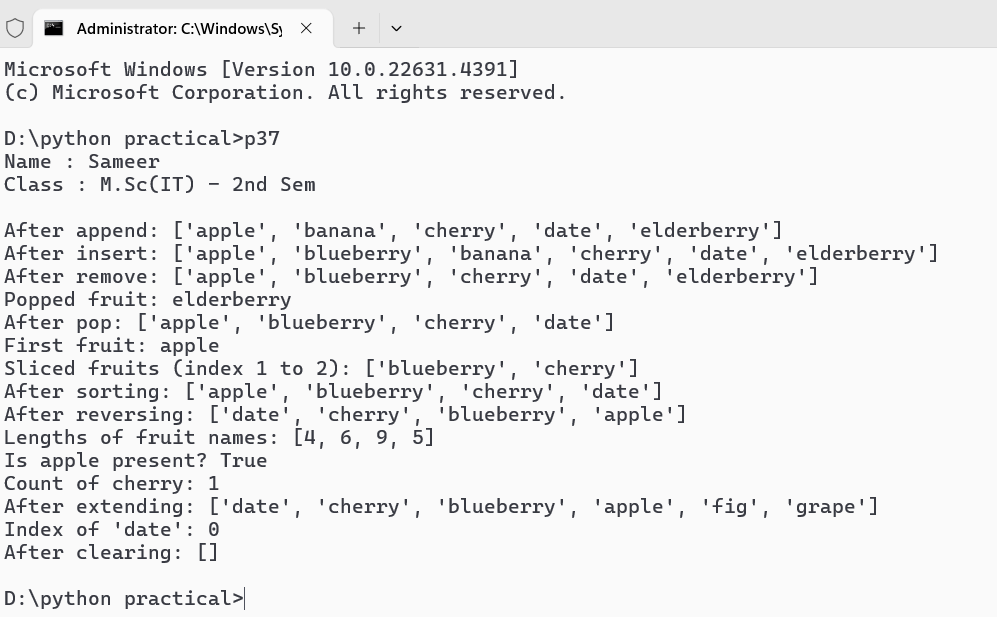 Administrator: C:\Windows\Sy
Microsoft Windows [Version 10.0.22631.4391]
(c) Microsoft Corporation. All rights reserved.
D:\python practical>p37
Name : Sameer
Class : M.Sc(IT) - 2nd Sem
After append: ['apple', 'banana', 'cherry', 'date', 'elderberry']
After insert: ['apple', 'blueberry', 'banana', 'cherry', 'date', 'elderberry']
After remove: ['apple', 'blueberry', 'cherry', 'date', 'elderberry']
Popped fruit: elderberry
After pop: ['apple', 'blueberry', 'cherry', 'date']
First fruit: apple
Sliced fruits (index 1 to 2): ['blueberry', 'cherry']
After sorting: ['apple', 'blueberry', 'cherry', 'date']
After reversing: ['date', 'cherry', 'blueberry', 'apple']
Lengths of fruit names: [4, 6, 9, 5]
Is apple present? True
Count of cherry: 1
After extending: ['date', 'cherry', 'blueberry', 'apple', 'fig', 'grape']
Index of 'date': 0
After clearing: []
D:\python practical>